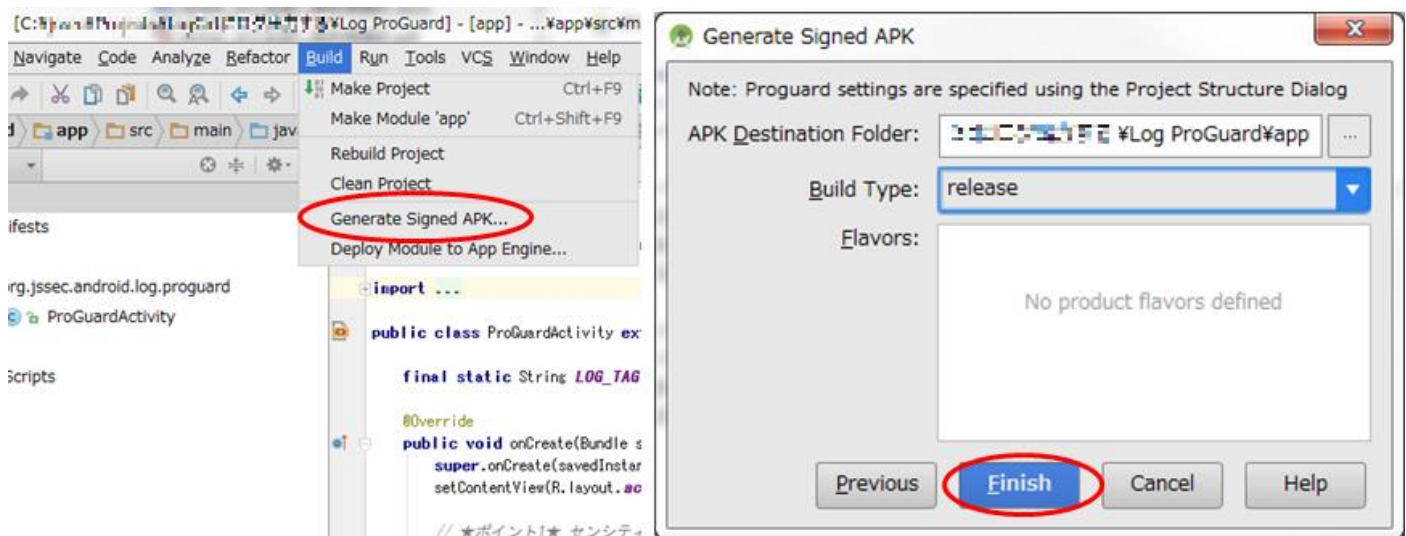 [C:¥ ¥Log ProGuard] - [app] - ...¥app¥src¥m
Navigate Code Analyze Refactor Build Run Tools VCS Window Help
Make Project Ctrl+F9
Make Module 'app' Ctrl+Shift+F9
Rebuild Project
Clean Project
Generate Signed APK...
Deploy Module to App Engine...
app src main jav
ifests
org.jssec.android.log.proguard
ProGuardActivity
Scripts
import ...
public class ProGuardActivity ex
final static String LOG_TAG
@Override
public void onCreate(Bundle s
super.onCreate(savedInstan
setContentView(R.layout.ac
// ★ポイント1★ センシティ
Generate Signed APK
Note: Proguard settings are specified using the Project Structure Dialog
APK Destination Folder: ¥Log ProGuard¥app ...
Build Type: release
Flavors:
No product flavors defined
Previous Finish Cancel Help